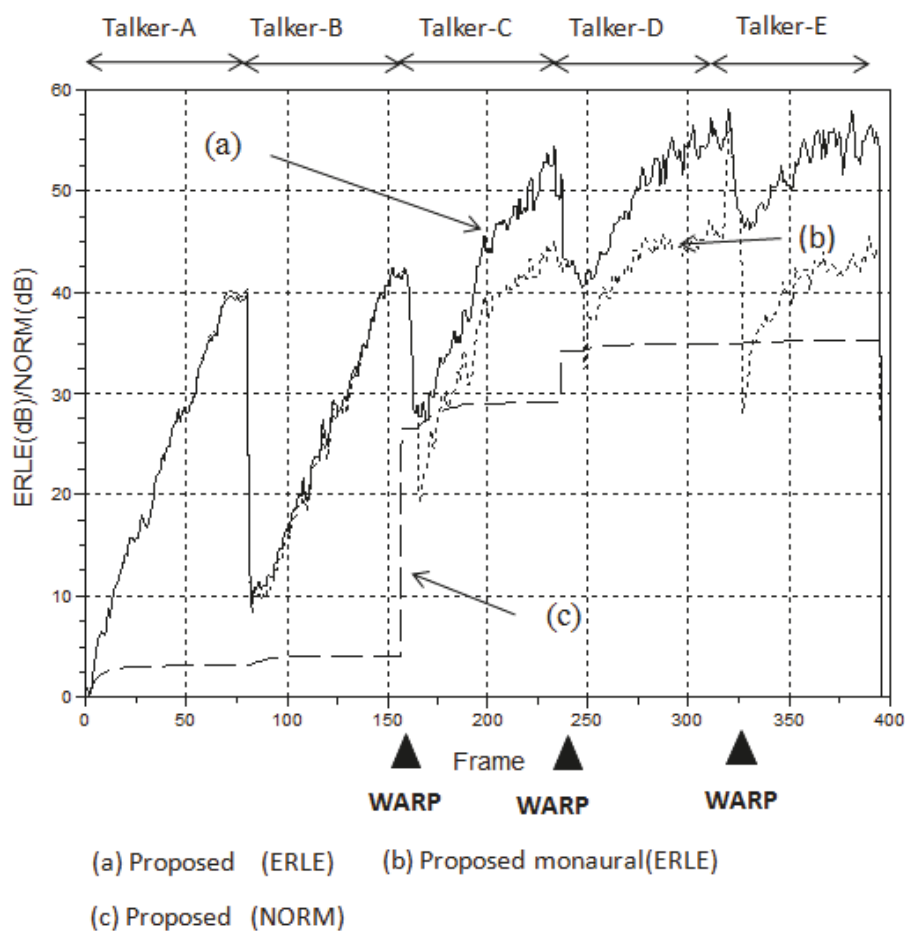 Talker-A Talker-B Talker-C Talker-D Talker-E
60
50
40
30
20
10
0
ERLE(dB)/NORM(dB)
(a)
(b)
(c)
0 50 100 150 200 250 300 350 400
Frame
WARP WARP WARP
(a) Proposed (ERLE) (b) Proposed monaural(ERLE)
(c) Proposed (NORM)